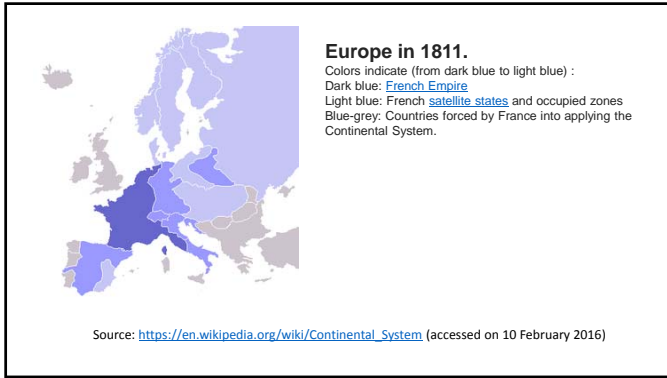 Europe in 1811.
Colors indicate (from dark blue to light blue) :
Dark blue: French Empire
Light blue: French satellite states and occupied zones
Blue-grey: Countries forced by France into applying the
Continental System.
Source: https://en.wikipedia.org/wiki/Continental_System (accessed on 10 February 2016)